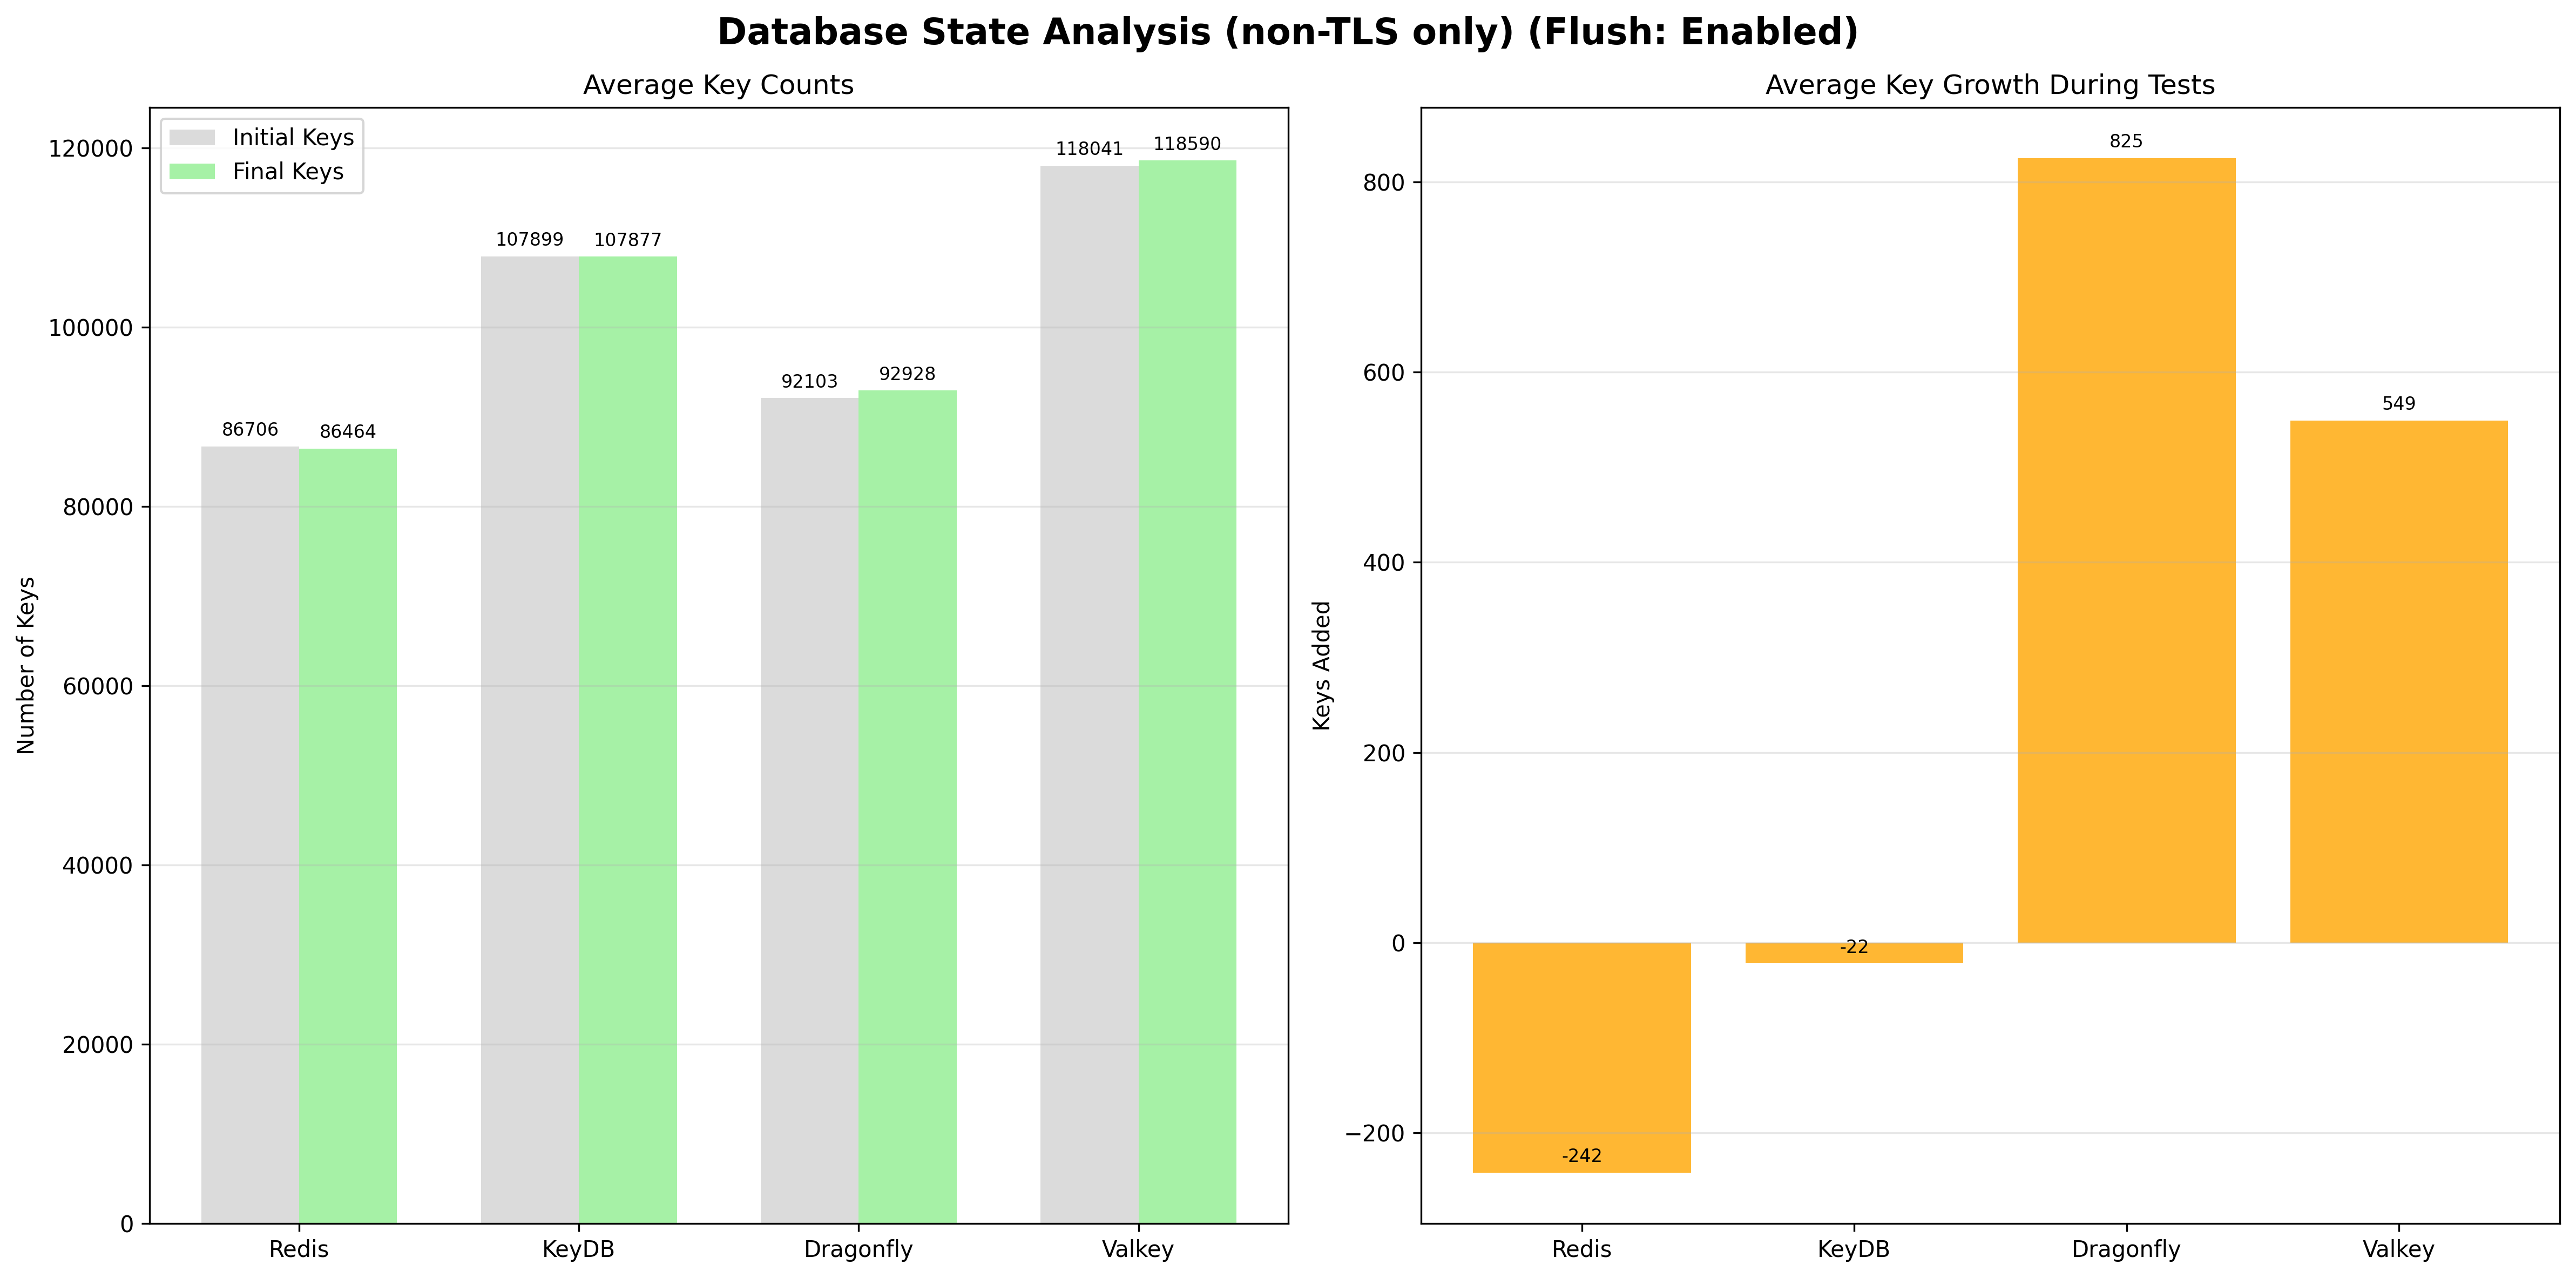 Database State Analysis (non-TLS only) (Flush: Enabled)
Average Key Counts
Number of Keys
120000
100000
80000
60000
40000
20000
0
Initial Keys
Final Keys
86706
86464
107899
107877
92103
92928
118041
118590
Redis
KeyDB
Dragonfly
Valkey
Average Key Growth During Tests
Keys Added
800
600
400
200
0
−200
-242
-22
825
549
Redis
KeyDB
Dragonfly
Valkey